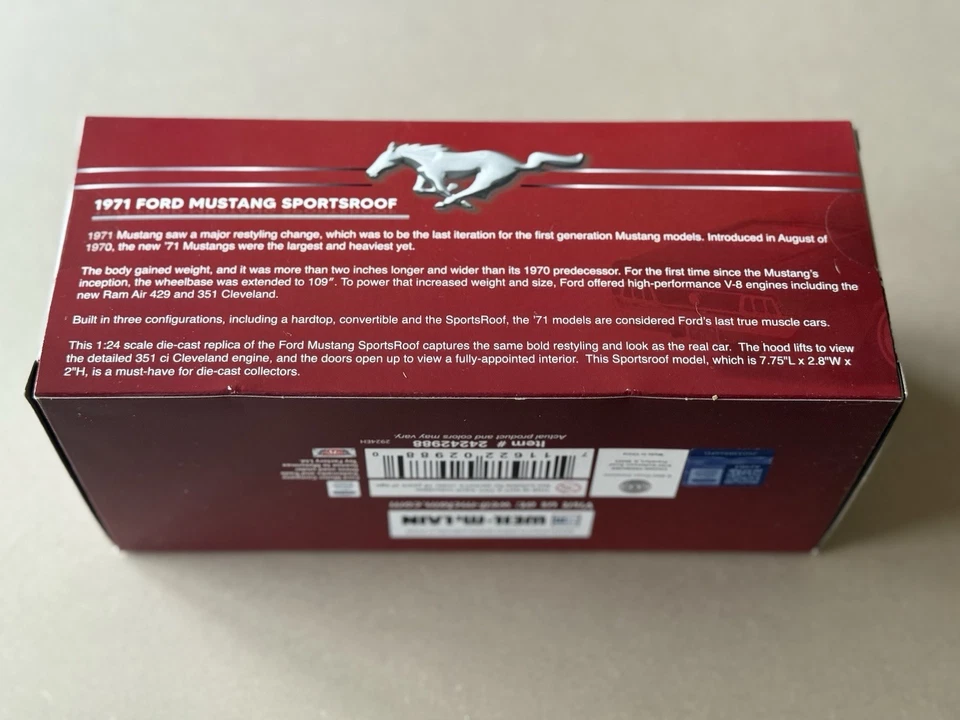 1971 FORD MUSTANG SPORTSROOF
1971 Mustang saw a major restyling change, which was to be the last iteration for the first generation Mustang models. Introduced in August of
1970, the new '71 Mustangs were the largest and heaviest yet.
The body gained weight, and it was more than two inches longer and wider than its 1970 predecessor. For the first time since the Mustang's
inception, the wheelbase was extended to 109". To power that increased weight and size, Ford offered high-performance V-8 engines including the
new Ram Air 429 and 351 Cleveland.
Built in three configurations, including a hardtop, convertible and the SportsRoof, the '71 models are considered Ford's last true muscle cars.
This 1:24 scale die-cast replica of the Ford Mustang SportsRoof captures the same bold restyling and look as the real car. The hood lifts to view
the detailed 351 ci Cleveland engine, and the doors open up to view a fully-appointed interior. This Sportsroof model, which is 7.75"L x 2.8"W x
2"H, is a must-have for die-cast collectors.
WEIL-McLAIN
7 11622 02988 0
Item # 24242988
Actual product and colors may vary.
2924EH